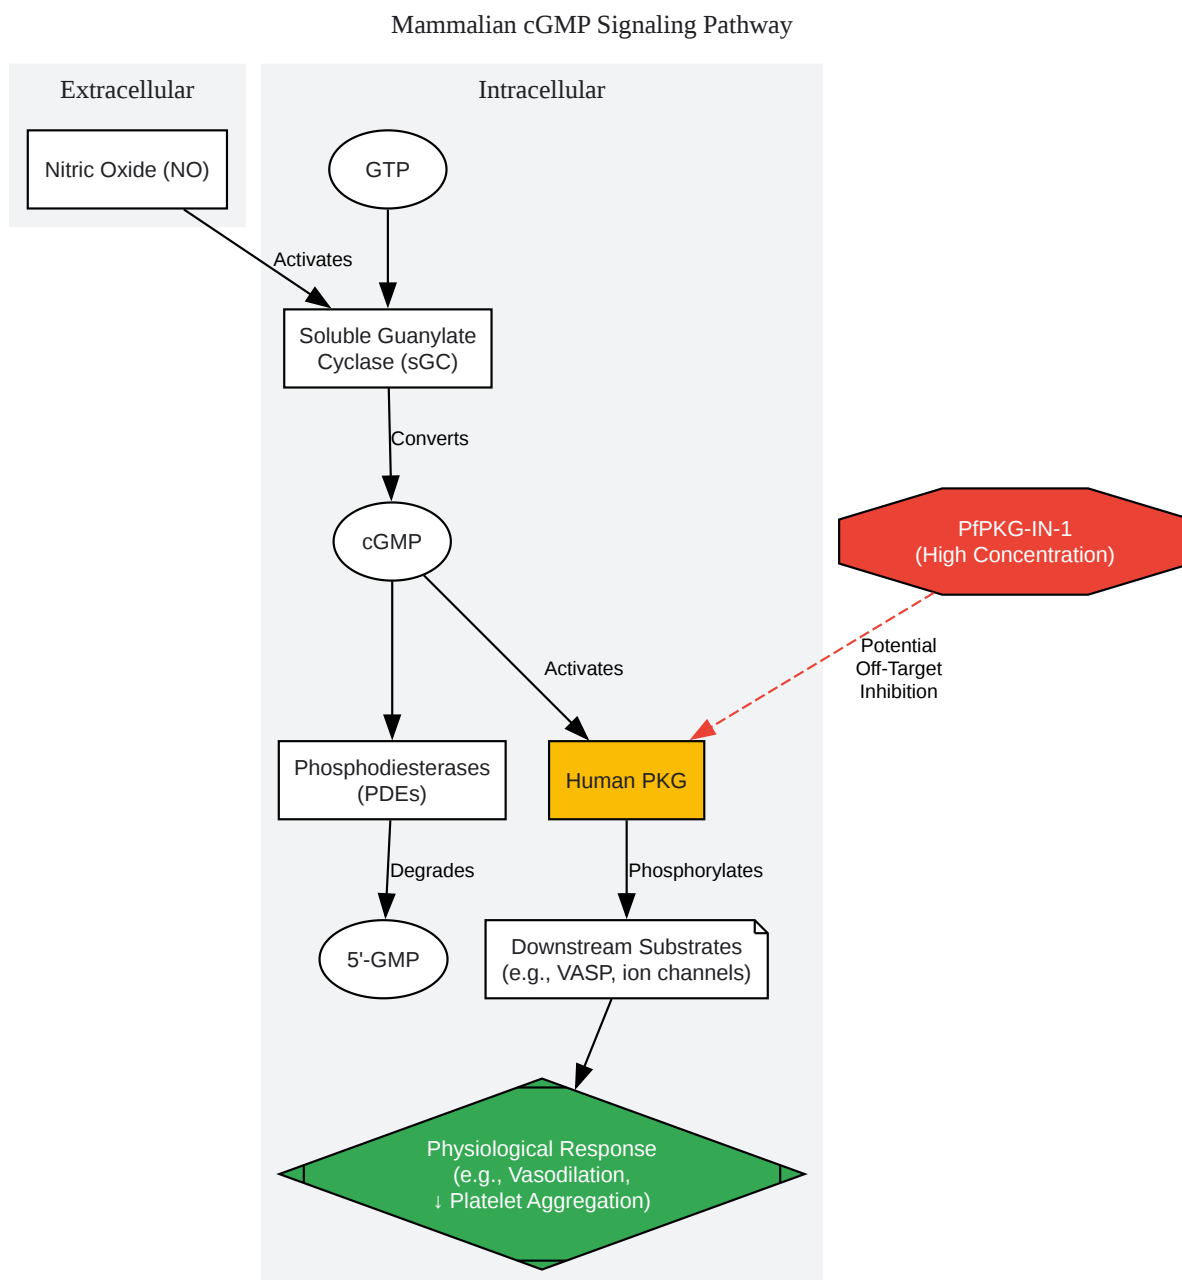 Mammalian cGMP Signaling Pathway
Extracellular
Intracellular
Nitric Oxide (NO)
GTP
Activates
Soluble Guanylate
Cyclase (sGC)
Converts
cGMP
PfPKG-IN-1
(High Concentration)
Activates
Potential
Off-Target
Inhibition
Phosphodiesterases
(PDEs)
Human PKG
Degrades
Phosphorylates
5'-GMP
Downstream Substrates
(e.g., VASP, ion channels)
Physiological Response
(e.g., Vasodilation,
↓ Platelet Aggregation)